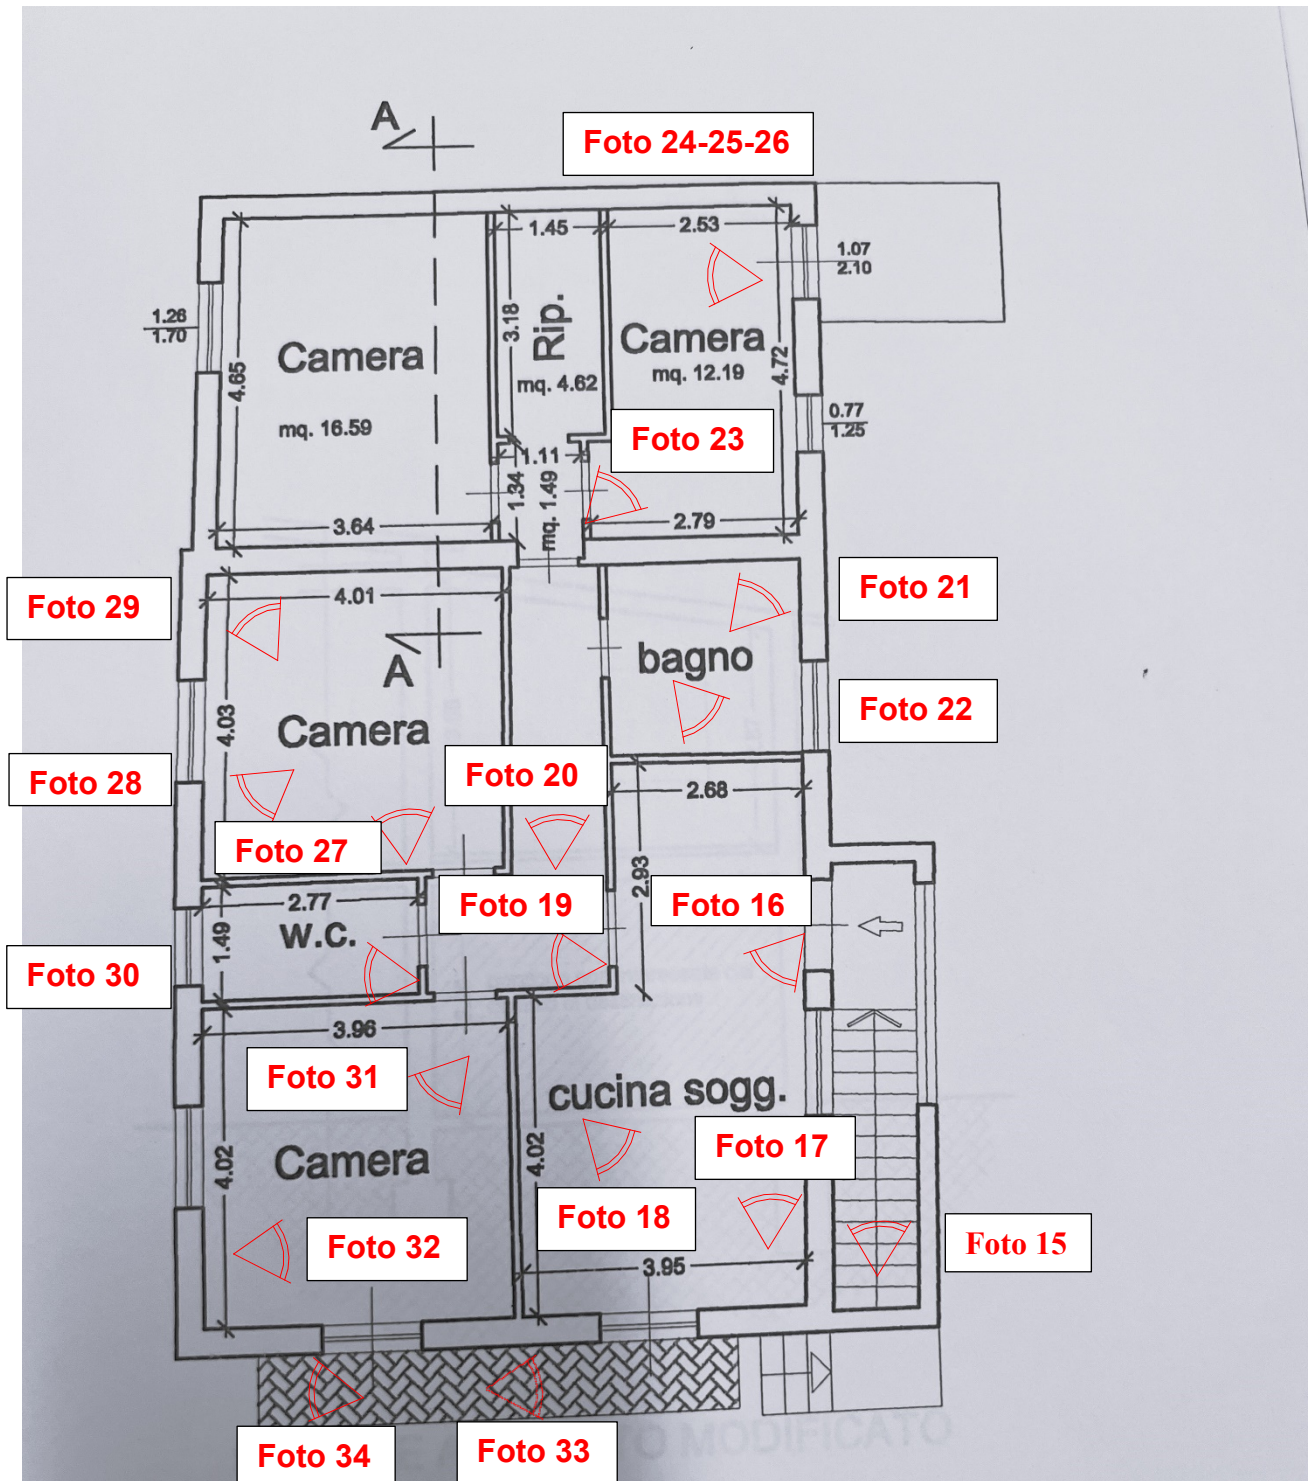 A
Foto 24-25-26
1.45
2.53
1.07
2.10
1.26
1.70
3.18
Rip.
mq. 4.62
Camera
mq. 12.19
4.72
Camera
mq. 16.59
4.65
0.77
1.25
Foto 23
1.11
1.34
mq. 1.49
3.64
2.79
Foto 29
4.01
Foto 21
A
bagno
Foto 22
4.03
Camera
Foto 28
Foto 20
2.68
Foto 27
2.93
2.77
Foto 19
Foto 16
1.49
W.C.
Foto 30
3.96
Foto 31
cucina sogg.
4.02
Camera
4.02
Foto 17
Foto 18
Foto 32
Foto 15
3.95
Foto 34
Foto 33
MODIFICATO